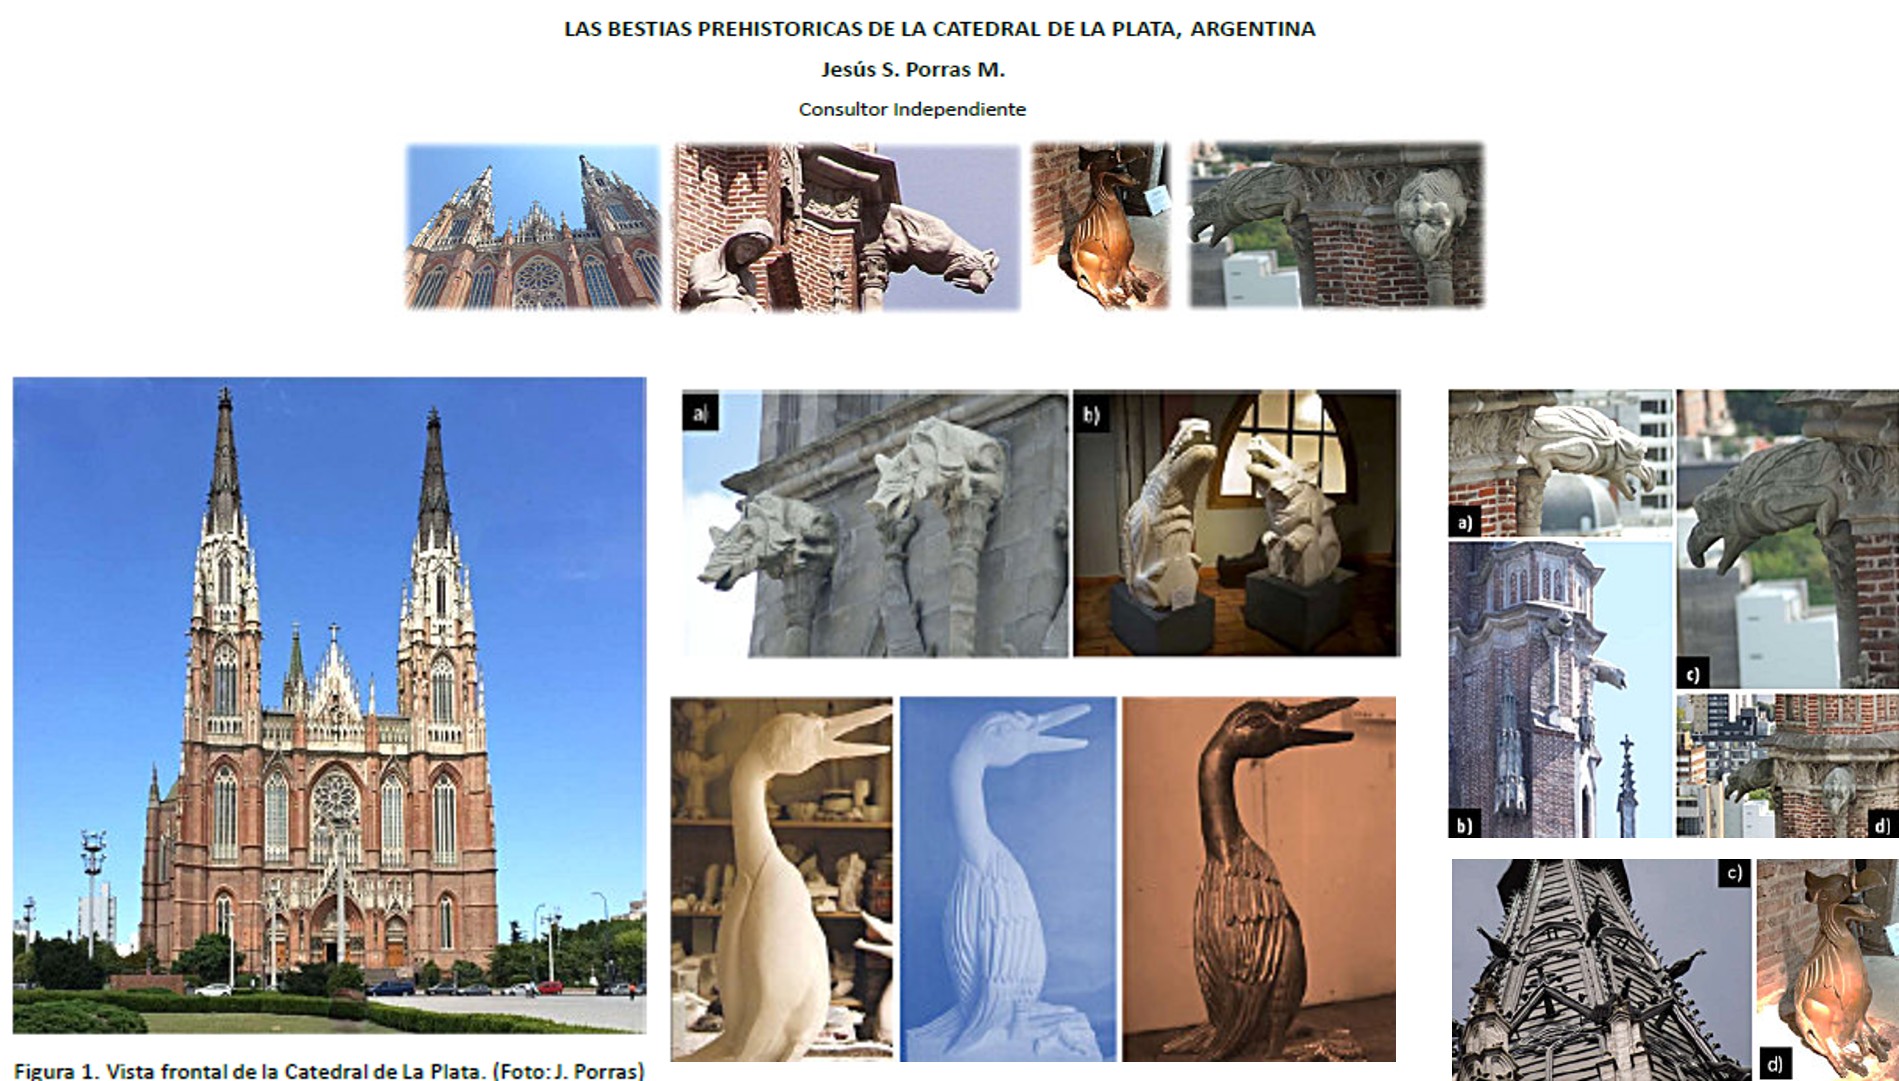 LAS BESTIAS PREHISTORICAS DE LA CATEDRAL DE LA PLATA, ARGENTINA
Jesús S. Porras M.
Consultor Independiente
a)
b)
a)
c)
b)
d)
c)
d)
Figura 1. Vista frontal de la Catedral de La Plata. (Foto: J. Porras)